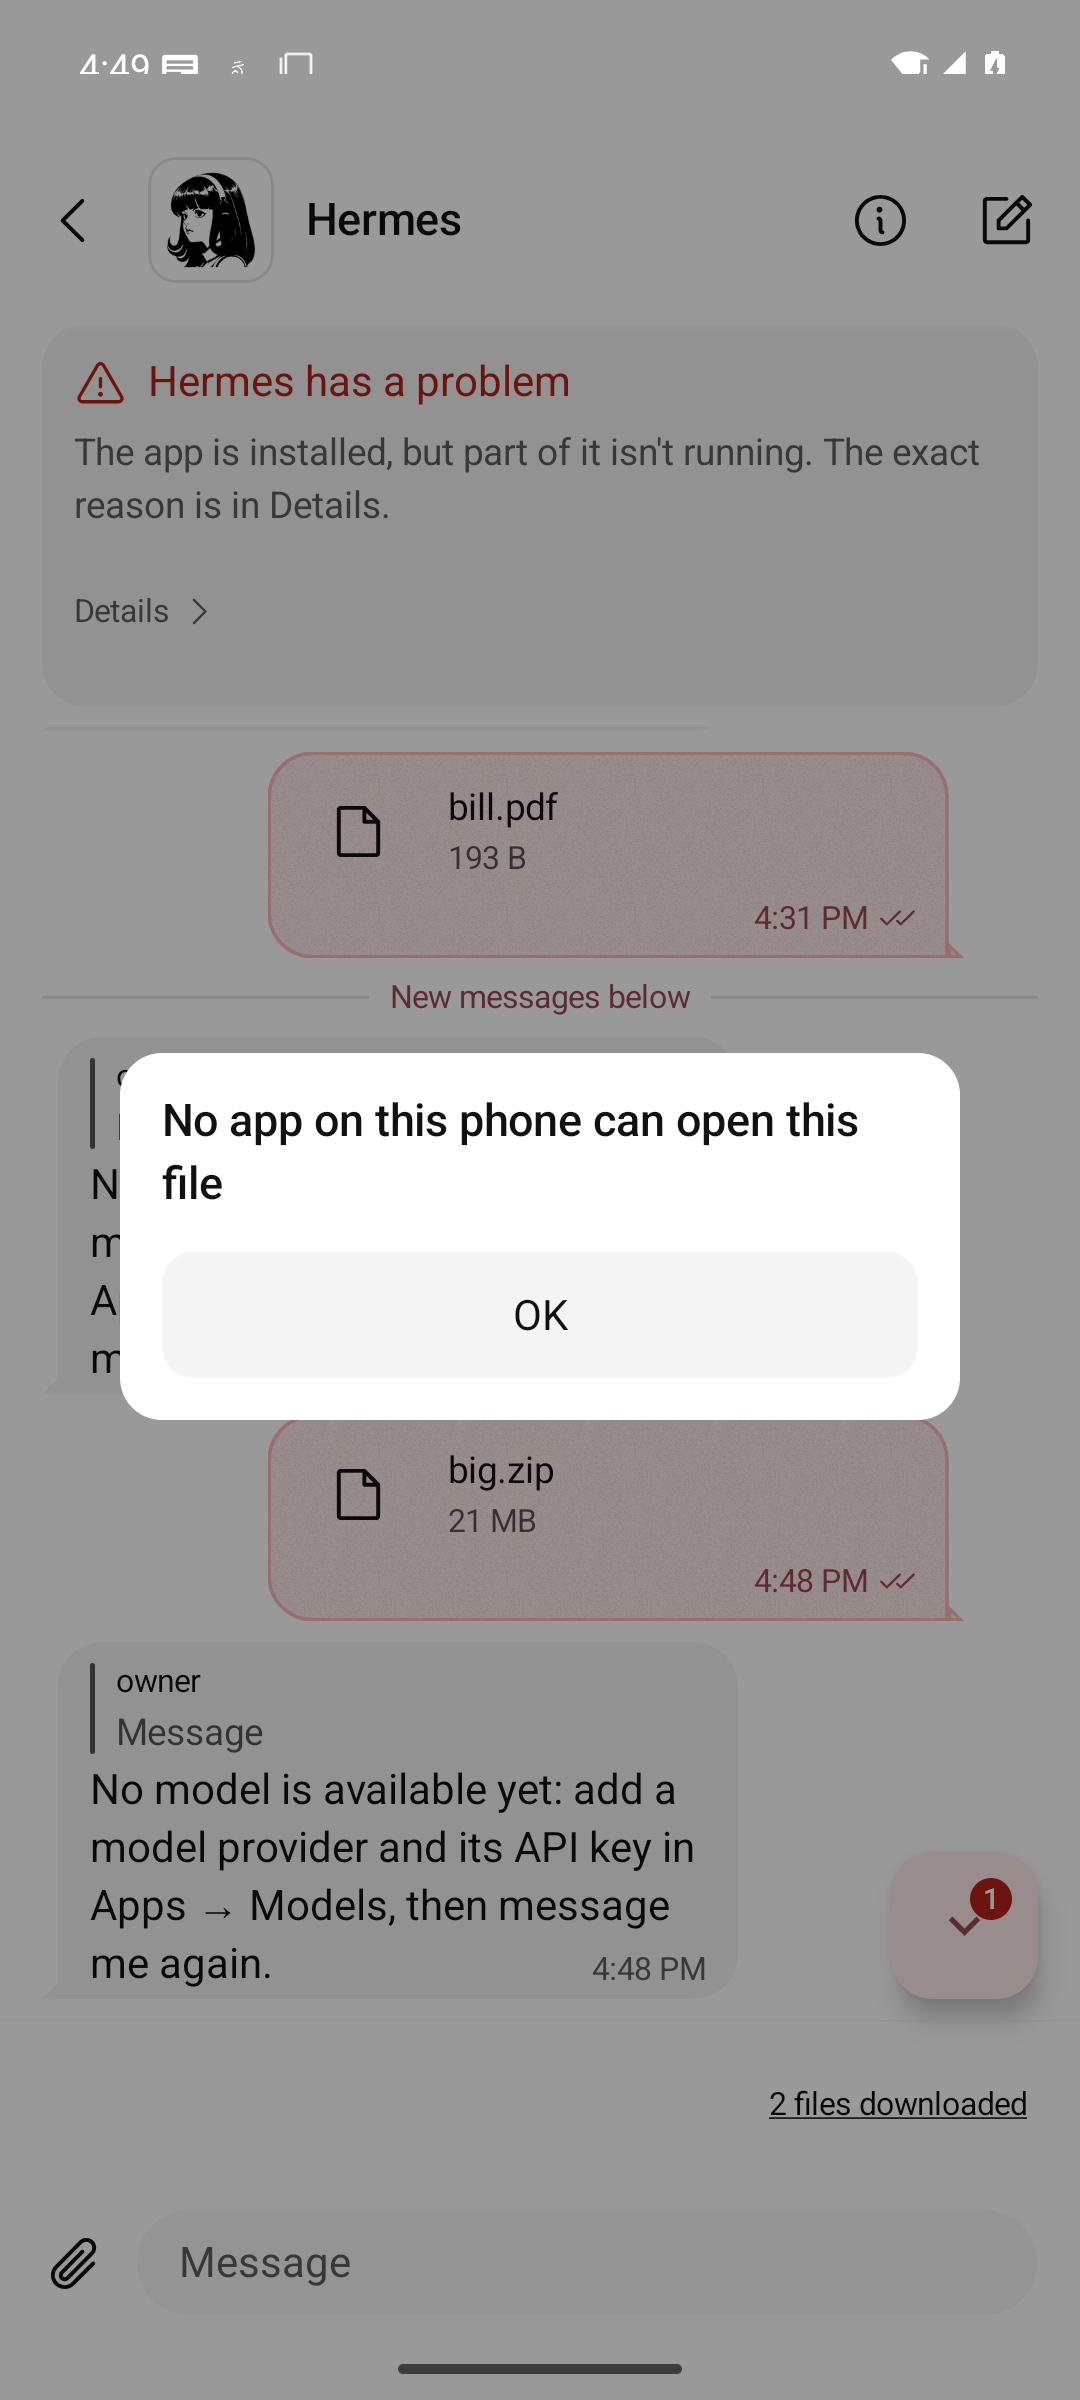 4:49
Hermes
Hermes has a problem
The app is installed, but part of it isn't running. The exact
reason is in Details.
Details
bill.pdf
193 B
4:31 PM
New messages below
No app on this phone can open this
file
OK
big.zip
21 MB
4:48 PM
owner
Message
No model is available yet: add a
model provider and its API key in
Apps → Models, then message
me again.
4:48 PM
1
2 files downloaded
Message